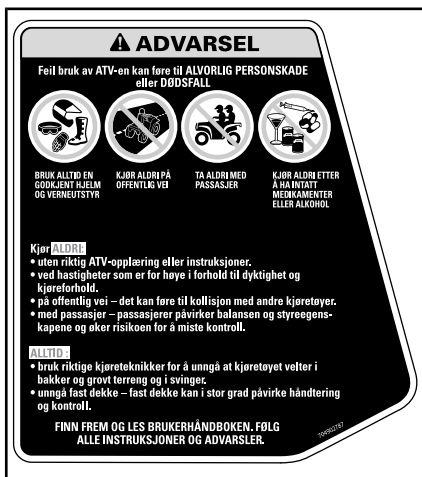 ADVARSEL
Feil bruk av ATV-en kan føre til ALVORLIG PERSONSKADE
eller DØDSFALL
BRUK ALLTID EN
GODKJENT HJELM
OG VERNEUTSTYR
KJØR ALDRI PÅ
OFFENTLIG VEI
TA ALDRI MED
PASSASJER
KJØR ALDRI ETTER
Å HA INTATT
MEDIKAMENTER
ELLER ALKOHOL
Kjør ALDRI:
• uten riktig ATV-opplæring eller instruksjoner.
• ved hastigheter som er for høye i forhold til dyktighet og
kjøreforhold.
• på offentlig vei – det kan føre til kollisjon med andre kjøretøyer.
• med passasjer – passasjerer påvirker balansen og styreegens-
kapene og øker risikoen for å miste kontroll.
ALLTID :
• bruk riktige kjøreteknikker for å unngå at kjøretøyet velter i
bakker og grovt terreng og i svinger.
• unngå fast dekke – fast dekke kan i stor grad påvirke håndtering
og kontroll.
FINN FREM OG LES BRUKERHÅNDBOKEN. FØLG
ALLE INSTRUKSJONER OG ADVARSLER.
704902787